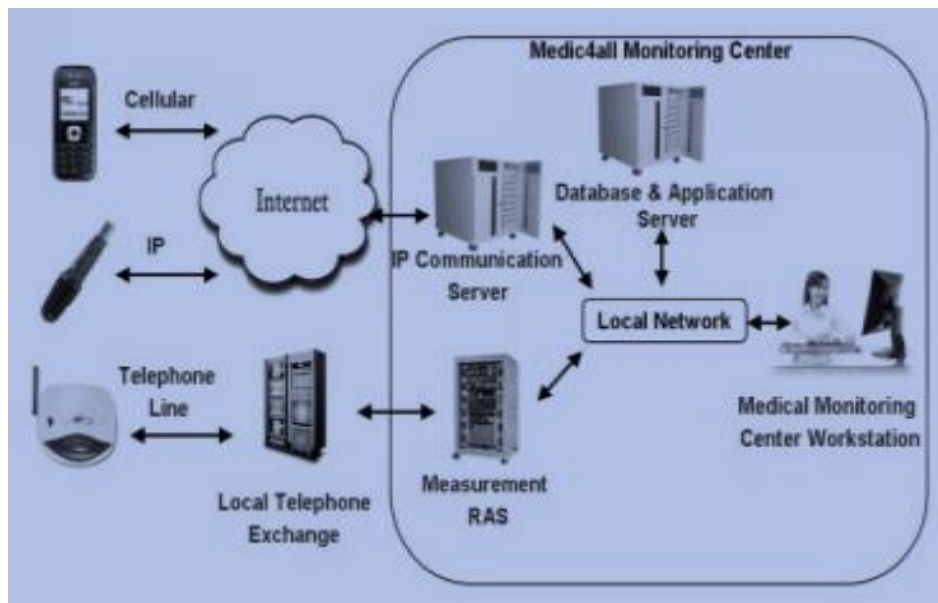 Medic4all Monitoring Center
Cellular
Internet
Database & Application
Server
IP
IP Communication
Server
Local Network
Telephone
Line
Medical Monitoring
Center Workstation
Local Telephone
Exchange
Measurement
RAS